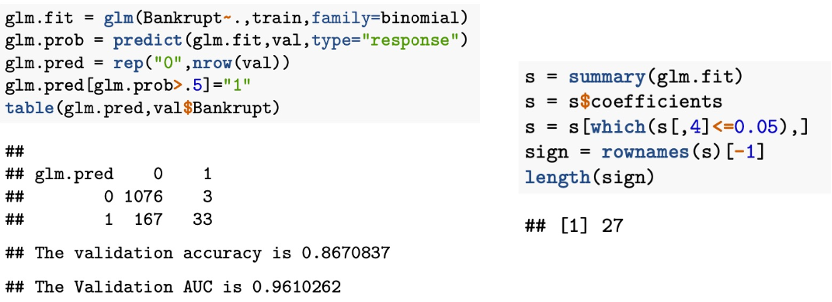 glm.fit = glm(Bankrupt~.,train,family=binomial)
glm.prob = predict(glm.fit,val,type="response")
glm.pred = rep("0",nrow(val))
glm.pred[glm.prob>.5]="1"
table(glm.pred,val$Bankrupt)
##
## glm.pred    0    1
##        0 1076    3
##        1  167   33
## The validation accuracy is 0.8670837
## The Validation AUC is 0.9610262
s = summary(glm.fit)
s = s$coefficients
s = s[which(s[,4]<=0.05),]
sign = rownames(s)[-1]
length(sign)
## [1] 27